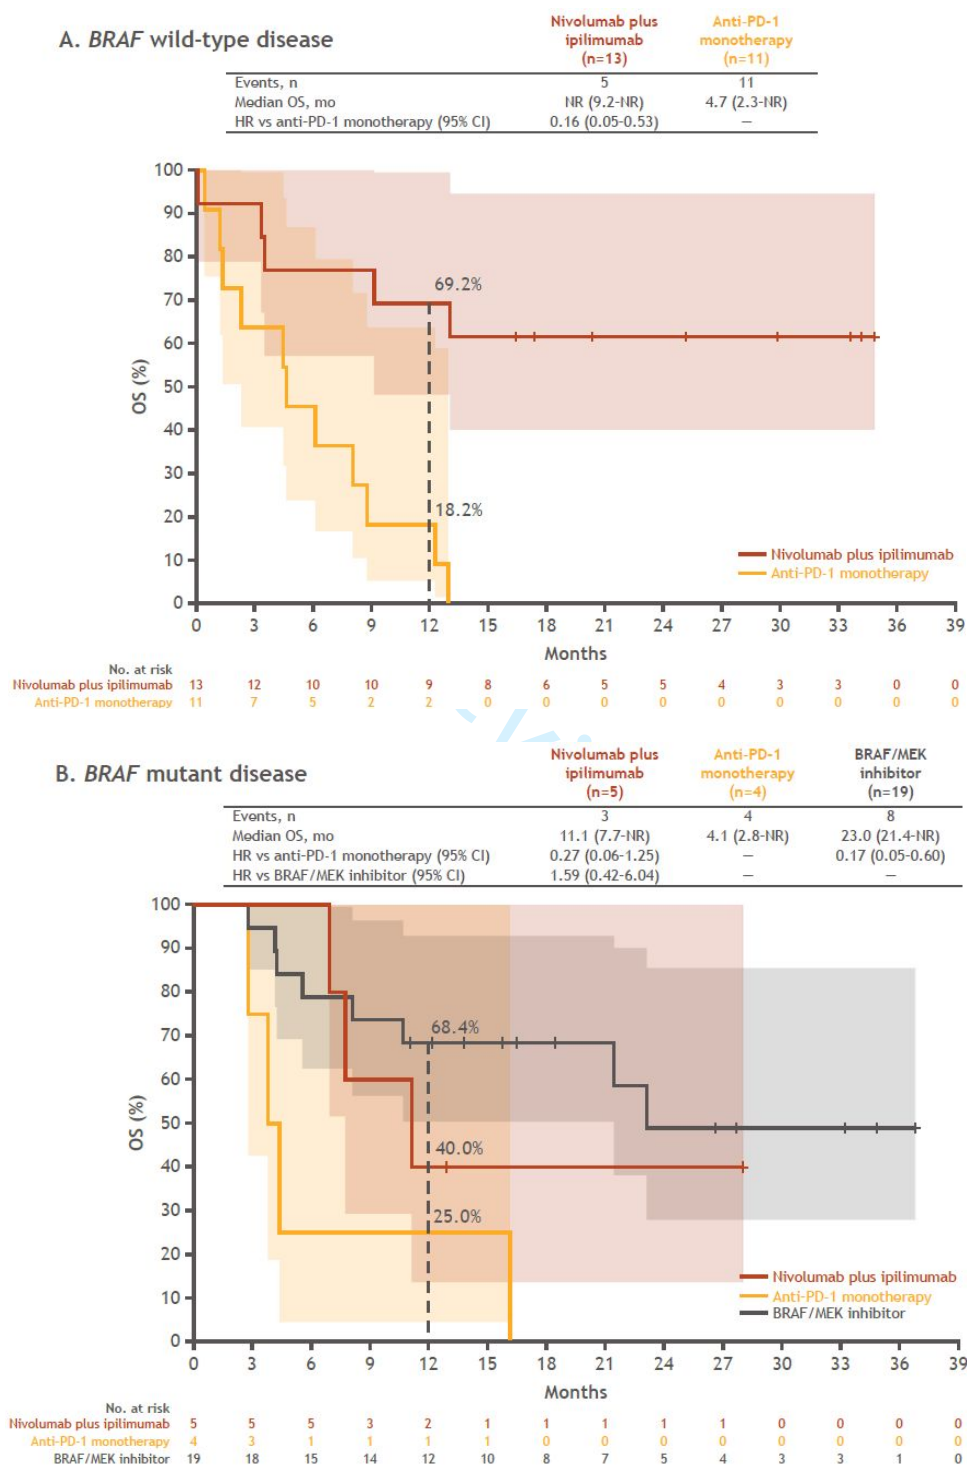 A. BRAF wild-type disease
Nivolumab plus ipilimumab (n=13) Anti-PD-1 monotherapy (n=11)
Events, n 5 11
Median OS, mo NR (9.2-NR) 4.7 (2.3-NR)
HR vs anti-PD-1 monotherapy (95% CI) 0.16 (0.05-0.53) —
OS (%)
100
90
80
70
60
50
40
30
20
10
0
69.2%
18.2%
Nivolumab plus ipilimumab
Anti-PD-1 monotherapy
0 3 6 9 12 15 18 21 24 27 30 33 36 39
Months
No. at risk
Nivolumab plus ipilimumab 13 12 10 10 9 8 6 5 5 4 3 3 0 0
Anti-PD-1 monotherapy 11 7 5 2 2 0 0 0 0 0 0 0 0 0
B. BRAF mutant disease
Nivolumab plus ipilimumab (n=5) Anti-PD-1 monotherapy (n=4) BRAF/MEK inhibitor (n=19)
Events, n 3 4 8
Median OS, mo 11.1 (7.7-NR) 4.1 (2.8-NR) 23.0 (21.4-NR)
HR vs anti-PD-1 monotherapy (95% CI) 0.27 (0.06-1.25) — 0.17 (0.05-0.60)
HR vs BRAF/MEK inhibitor (95% CI) 1.59 (0.42-6.04) — —
OS (%)
100
90
80
70
60
50
40
30
20
10
0
68.4%
40.0%
25.0%
Nivolumab plus ipilimumab
Anti-PD-1 monotherapy
BRAF/MEK inhibitor
0 3 6 9 12 15 18 21 24 27 30 33 36 39
Months
No. at risk
Nivolumab plus ipilimumab 5 5 5 3 2 1 1 1 1 1 0 0 0 0
Anti-PD-1 monotherapy 4 3 1 1 1 1 0 0 0 0 0 0 0 0
BRAF/MEK inhibitor 19 18 15 14 12 10 8 7 5 4 3 3 1 0